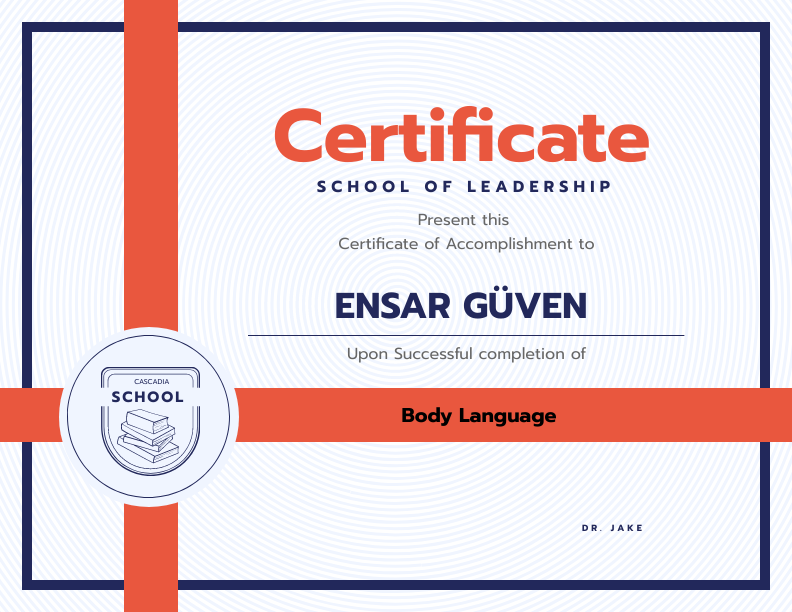 Certificate
SCHOOL OF LEADERSHIP
Present this
Certificate of Accomplishment to
ENSAR GÜVEN
Upon Successful completion of
CASCADIA
SCHOOL
Body Language
DR. JAKE